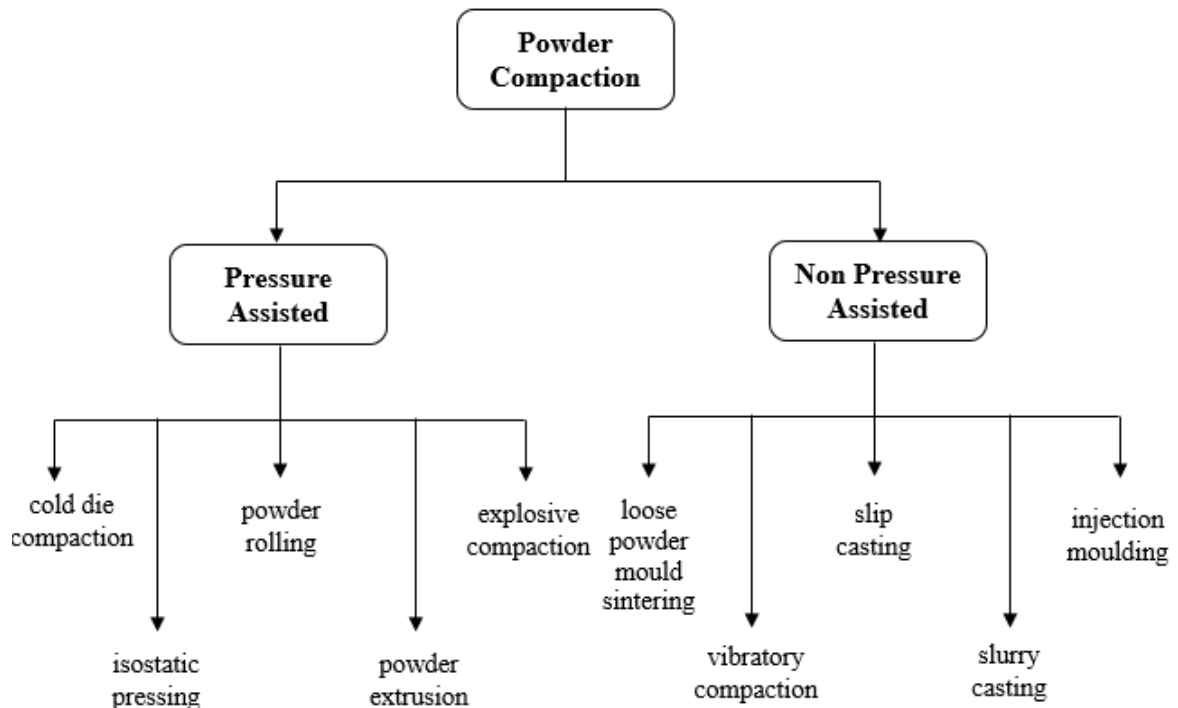 Powder
Compaction
Pressure
Assisted
Non Pressure
Assisted
cold die
compaction
powder
rolling
explosive
compaction
loose
powder
mould
sintering
slip
casting
injection
moulding
isostatic
pressing
powder
extrusion
vibratory
compaction
slurry
casting